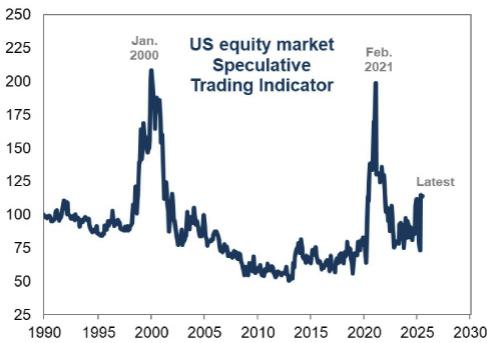 250
225
200
175
150
125
100
75
50
25
Jan.
2000
US equity market
Speculative
Trading Indicator
Feb.
2021
Latest
1990 1995 2000 2005 2010 2015 2020 2025 2030